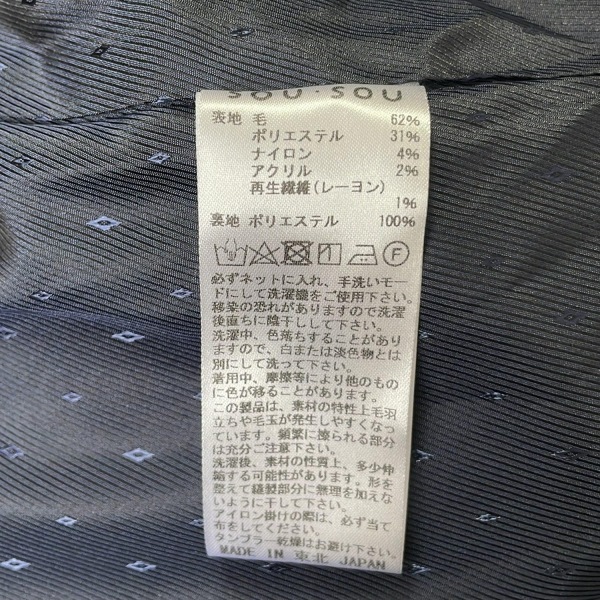 SOU・SOU
表地 毛 62%
ポリエステル 31%
ナイロン 4%
アクリル 2%
再生繊維(レーヨン)
1%
裏地 ポリエステル 100%
F
必ずネットに入れ、手洗いモー
ドにして洗濯機をご使用下さい。
移染の恐れがありますので洗濯
後直ちに陰干しして下さい。
洗濯中、色落ちすることがあり
ますので、白または淡色物とは
別にして洗って下さい。
着用中、摩擦等により他のもの
に色が移ることがあります。
この製品は、素材の特性上毛羽
立ちや毛玉が発生しやすくなっ
ています。頻繁に擦られる部分
は充分ご注意下さい。
洗濯後、素材の性質上、多少伸
縮する可能性があります。形を
整えて縫製部分に無理を加えな
いように干して下さい。
アイロン掛けの際は、必ず当て
布をしてください。
タンブラー乾燥はお避け下さい。
MADE IN 東北 JAPAN